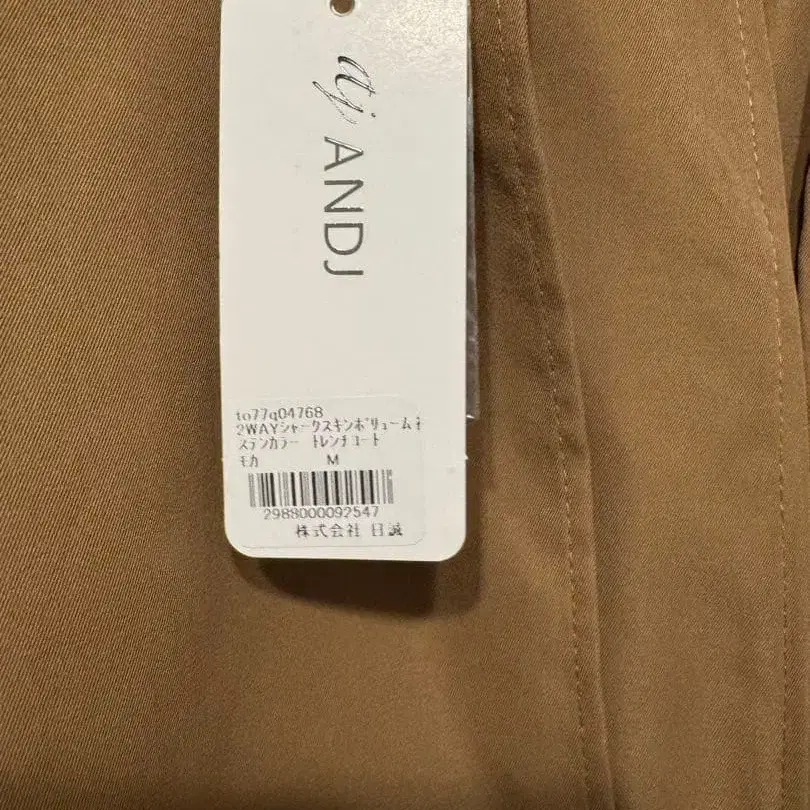 atj
ANDJ
to77q04768
2WAYシャークスキンボリュームネ
ステンカラー トレンチコート
モカ M
2988000092547
株式会社 日誠